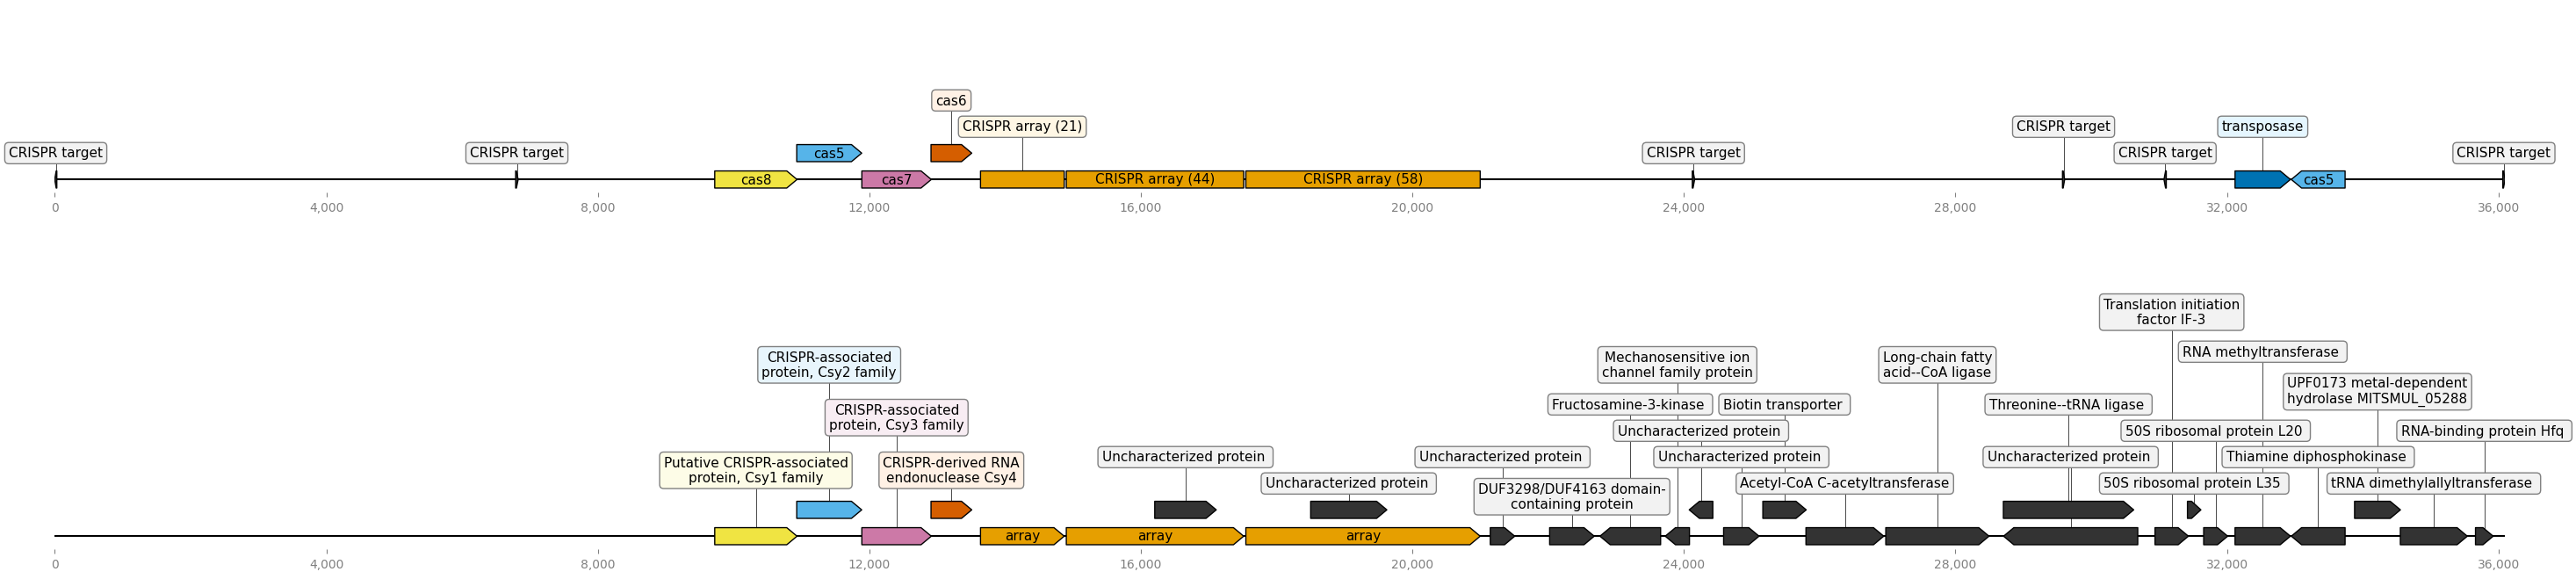 cas6
CRISPR array (21)
CRISPR target
transposase
CRISPR target
CRISPR target
cas5
CRISPR target
CRISPR target
CRISPR target
cas8
cas7
CRISPR array (44)
CRISPR array (58)
cas5
0
4,000
8,000
12,000
16,000
20,000
24,000
28,000
32,000
36,000
Translation initiation
factor IF-3
CRISPR-associated
protein, Csy2 family
Mechanosensitive ion
channel family protein
Long-chain fatty
acid--CoA ligase
RNA methyltransferase
UPF0173 metal-dependent
hydrolase MITSMUL_05288
CRISPR-associated
protein, Csy3 family
Fructosamine-3-kinase
Biotin transporter
Threonine--tRNA ligase
Uncharacterized protein
50S ribosomal protein L20
RNA-binding protein Hfq
Putative CRISPR-associated
protein, Csy1 family
CRISPR-derived RNA
endonuclease Csy4
Uncharacterized protein
Uncharacterized protein
Uncharacterized protein
Uncharacterized protein
Thiamine diphosphokinase
Uncharacterized protein
DUF3298/DUF4163 domain-
containing protein
Acetyl-CoA C-acetyltransferase
50S ribosomal protein L35
tRNA dimethylallyltransferase
array
array
array
0
4,000
8,000
12,000
16,000
20,000
24,000
28,000
32,000
36,000